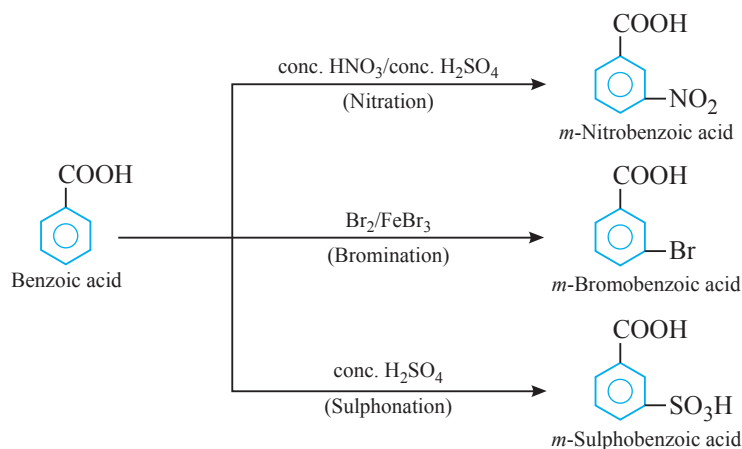 COOH
conc. HNO₃/conc. H₂SO₄
(Nitration)
NO₂
m-Nitrobenzoic acid
COOH
Benzoic acid
Br₂/FeBr₃
(Bromination)
COOH
Br
m-Bromobenzoic acid
conc. H₂SO₄
(Sulphonation)
COOH
SO₃H
m-Sulphobenzoic acid